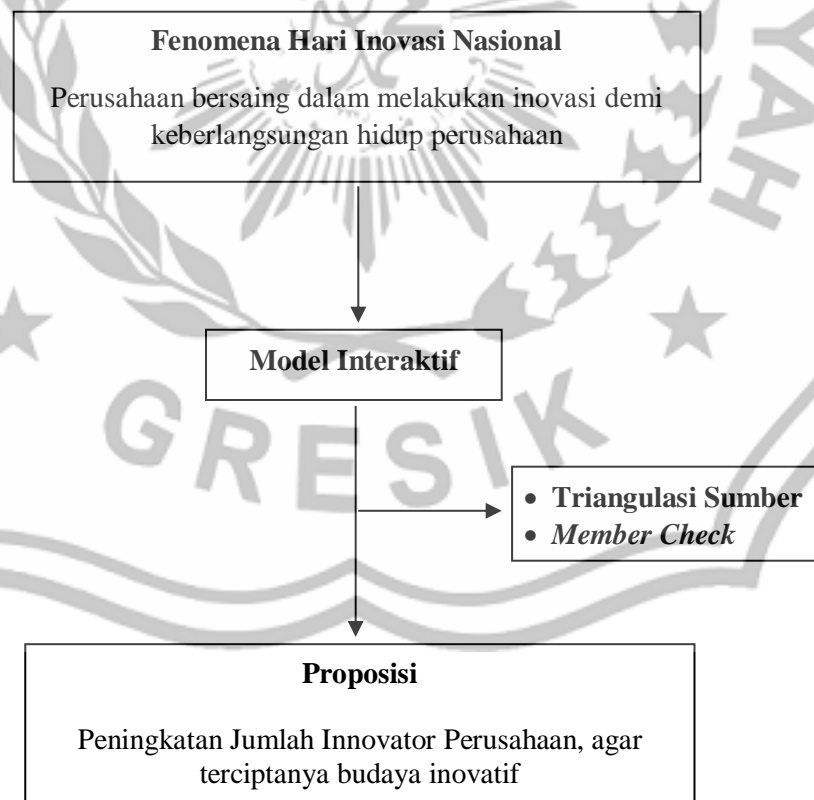 Fenomena Hari Inovasi Nasional
Perusahaan bersaing dalam melakukan inovasi demi
keberlangsungan hidup perusahaan
YAH
Model Interaktif
GRESIK
• Triangulasi Sumber
• Member Check
Proposisi
Peningkatan Jumlah Innovator Perusahaan, agar
terciptanya budaya inovatif